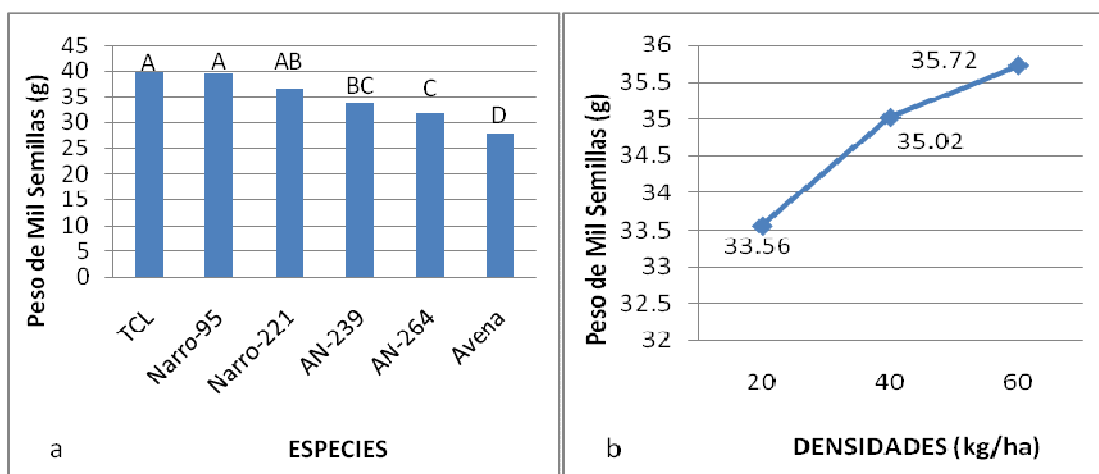 Peso de Mil Semillas (g)
45
40
35
30
25
20
15
10
5
0
A
A
AB
BC
C
D
TCL
Narro-95
Narro-221
AN-239
AN-264
Avena
a
ESPECIES
Peso de Mil Semillas (g)
36
35.5
35
34.5
34
33.5
33
32.5
32
35.72
35.02
33.56
20
40
60
b
DENSIDADES (kg/ha)